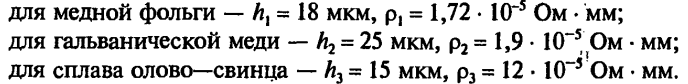 для медной фольги — h₁ = 18 мкм, ρ₁ = 1,72 · 10⁻⁵ Ом · мм;
для гальванической меди — h₂ = 25 мкм, ρ₂ = 1,9 · 10⁻⁵ Ом · мм;
для сплава олово—свинца — h₃ = 15 мкм, ρ₃ = 12 · 10⁻⁵ Ом · мм.